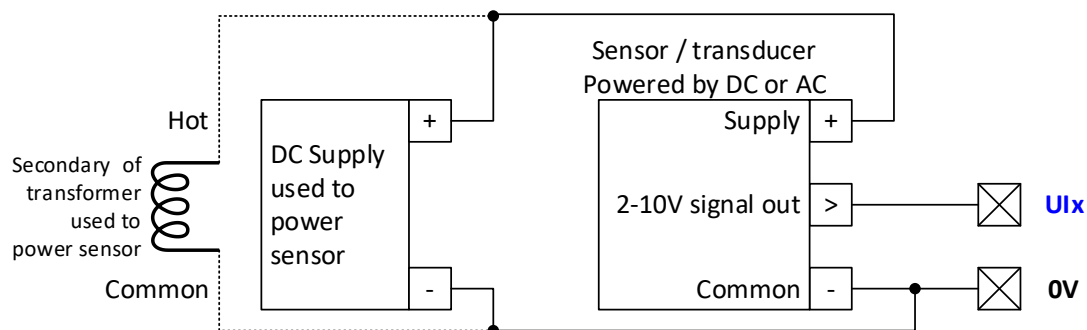 Sensor / transducer
Powered by DC or AC
Hot
Secondary of
transformer
used to
power sensor
Common
+
DC Supply
used to
power
sensor
-
Supply
+
2-10V signal out
>
Common
-
UIx
0V